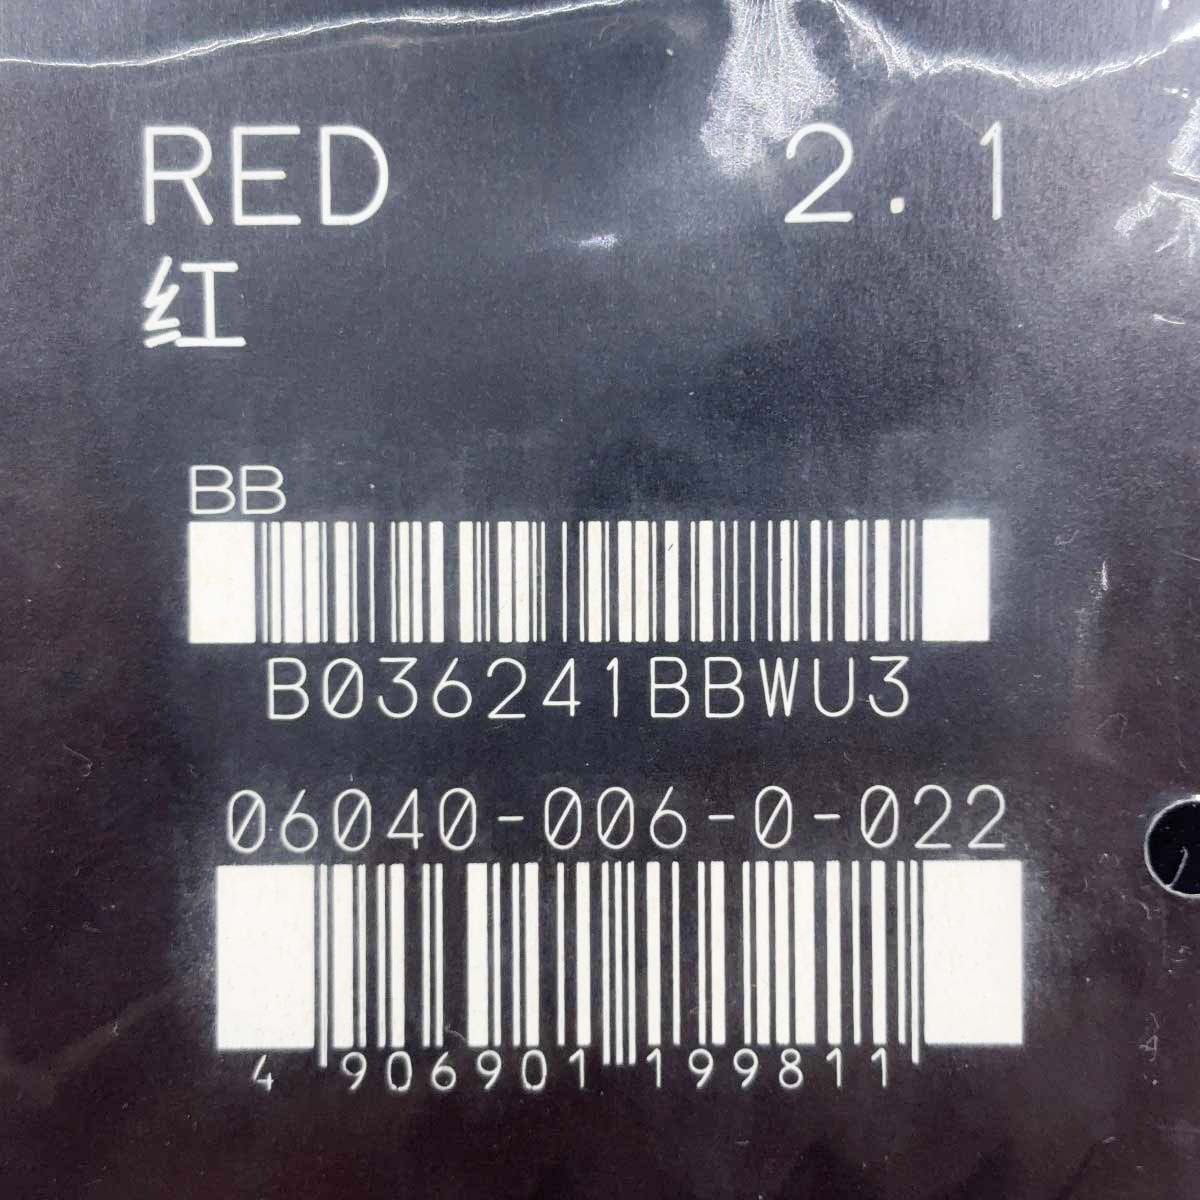 RED 2.1
红
BB
B036241BBWU3
06040-006-0-022
4 906901 199811